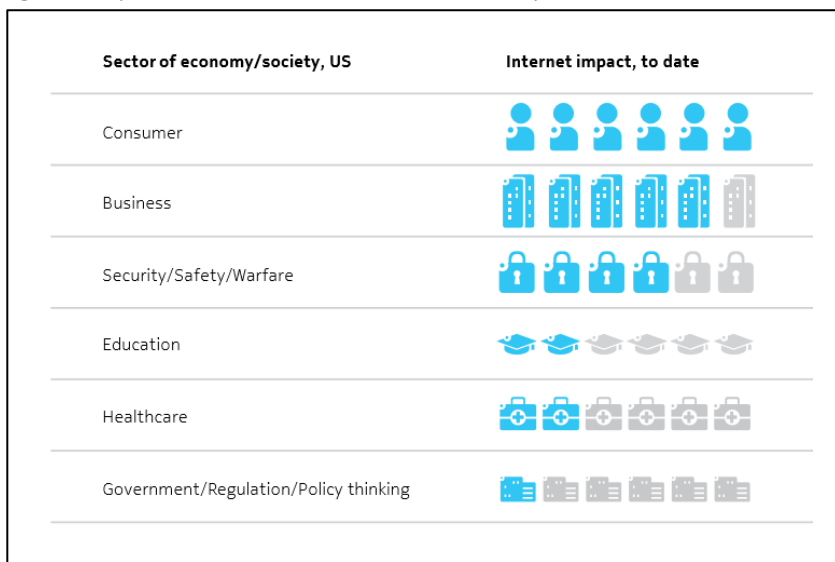 Sector of economy/society, US Internet impact, to date
Consumer
Business
Security/Safety/Warfare
Education
Healthcare
Government/Regulation/Policy thinking